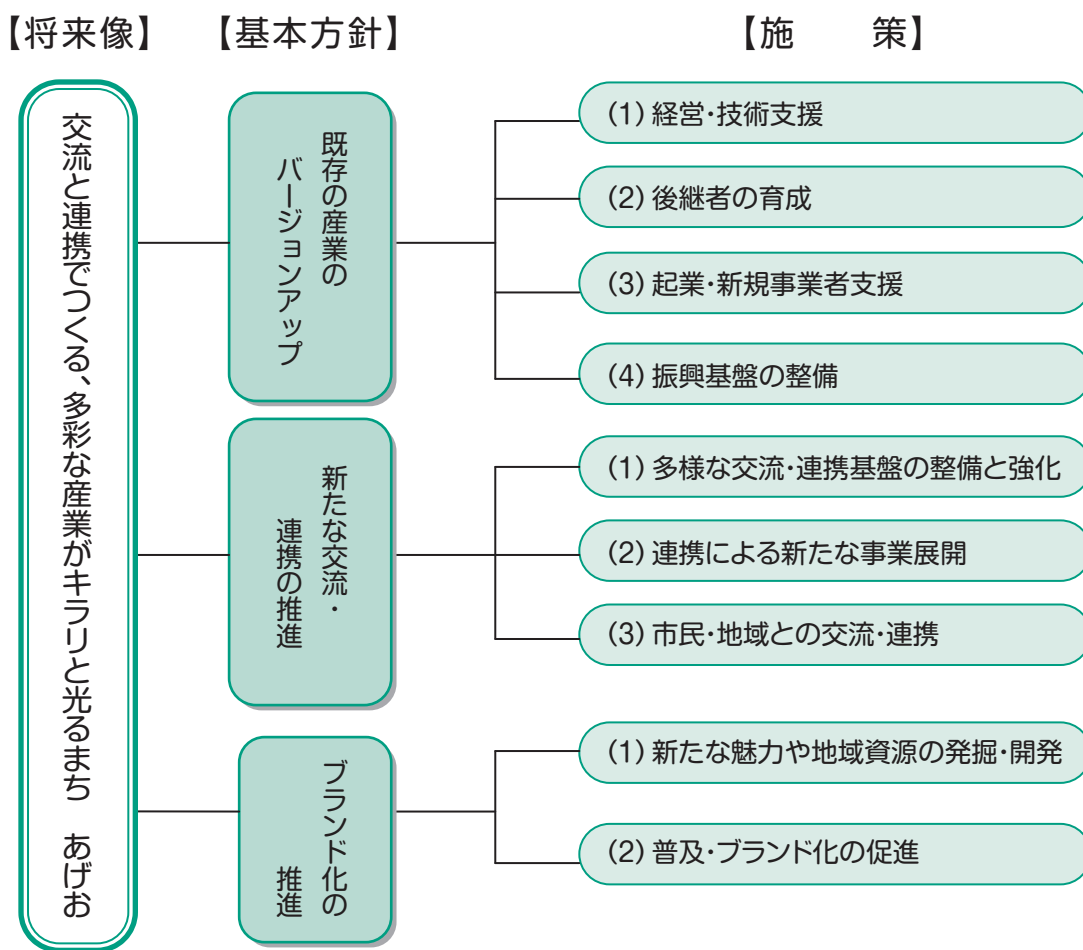 【将来像】
【基本方針】
【施　策】
交流と連携でつくる、多彩な産業がキラリと光るまち　あげお
既存の産業の
バージョンアップ
(1) 経営・技術支援
(2) 後継者の育成
(3) 起業・新規事業者支援
(4) 振興基盤の整備
新たな交流・
連携の推進
(1) 多様な交流・連携基盤の整備と強化
(2) 連携による新たな事業展開
(3) 市民・地域との交流・連携
ブランド化の
推進
(1) 新たな魅力や地域資源の発掘・開発
(2) 普及・ブランド化の促進